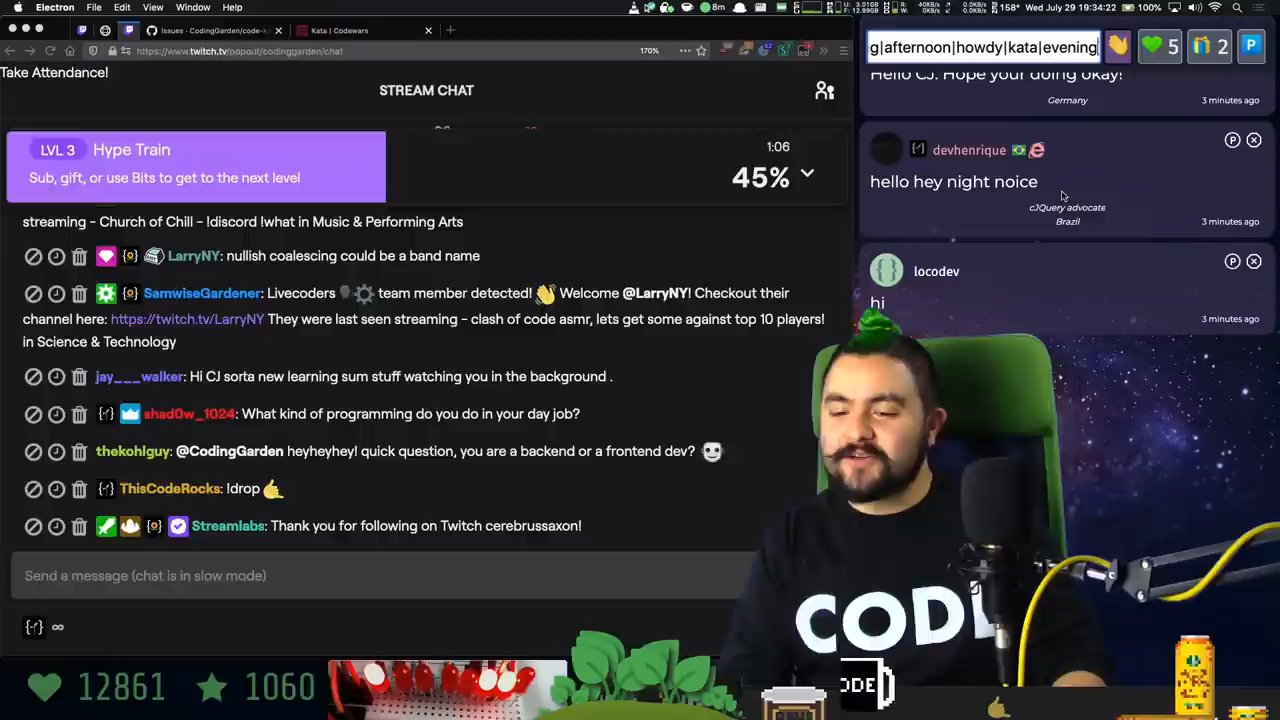 Electron File Edit View Window Help
8m
158° Wed July 29 19:34:22
100%
Issues · CodingGarden/code-k
Kata | Codewars
https://www.twitch.tv/popout/codinggarden/chat
170%
Take Attendance!
STREAM CHAT
LVL 3 Hype Train
Sub, gift, or use Bits to get to the next level
1:06
45%
streaming - Church of Chill - !discord !what in Music & Performing Arts
LarryNY: nullish coalescing could be a band name
SamwiseGardener: Livecoders team member detected! Welcome @LarryNY! Checkout their
channel here: https://twitch.tv/LarryNY They were last seen streaming - clash of code asmr, lets get some against top 10 players!
in Science & Technology
jay___walker: Hi CJ sorta new learning sum stuff watching you in the background .
shad0w_1024: What kind of programming do you do in your day job?
thekohlguy: @CodingGarden heyheyhey! quick question, you are a backend or a frontend dev?
ThisCodeRocks: !drop
Streamlabs: Thank you for following on Twitch cerebrussaxon!
Send a message (chat is in slow mode)
∞
12861
1060
g|afternoon|howdy|kata|evening
5
2
P
Hello CJ. Hope your doing okay!
Germany
3 minutes ago
devhenrique
P
hello hey night noice
cJQuery advocate
Brazil
3 minutes ago
locodev
P
hi
3 minutes ago
CODE
ODE